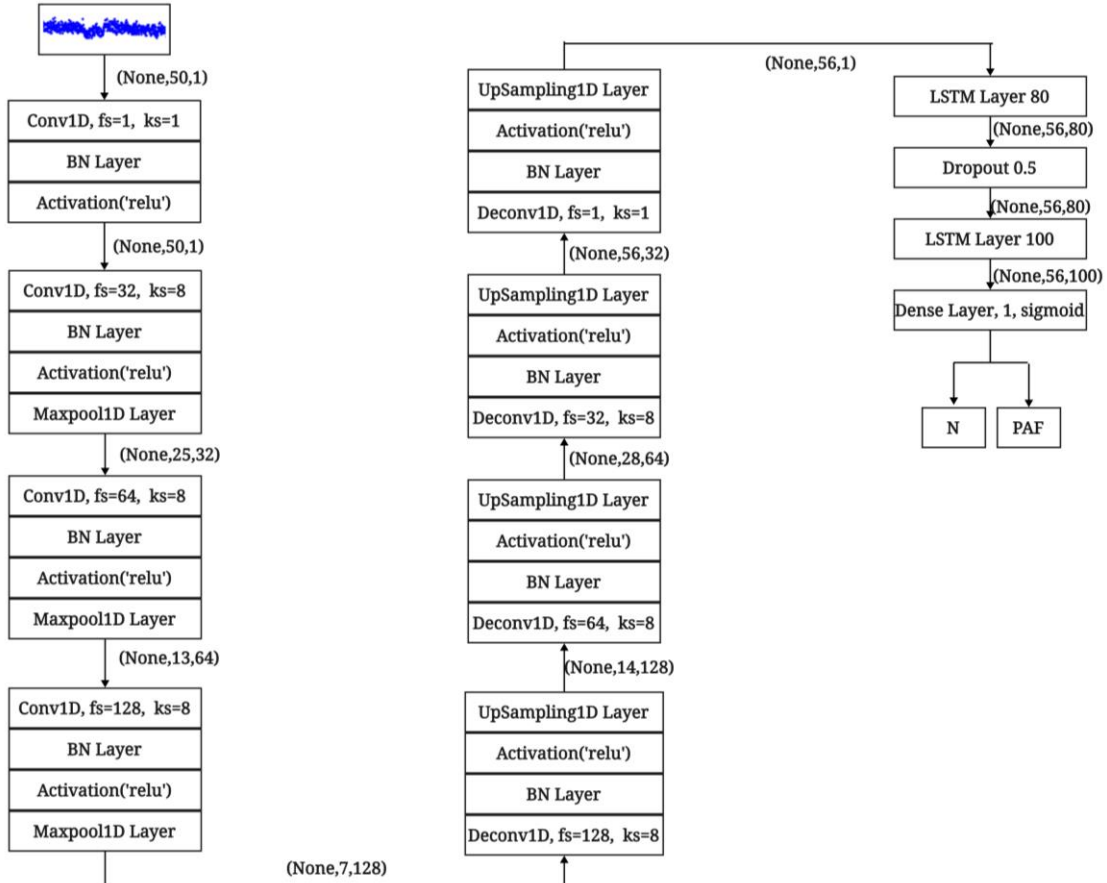 (None,50,1)
Conv1D, fs=1, ks=1
BN Layer
Activation('relu')
(None,50,1)
Conv1D, fs=32, ks=8
BN Layer
Activation('relu')
Maxpool1D Layer
(None,25,32)
Conv1D, fs=64, ks=8
BN Layer
Activation('relu')
Maxpool1D Layer
(None,13,64)
Conv1D, fs=128, ks=8
BN Layer
Activation('relu')
Maxpool1D Layer
(None,7,128)
Deconv1D, fs=128, ks=8
BN Layer
Activation('relu')
UpSampling1D Layer
(None,14,128)
Deconv1D, fs=64, ks=8
BN Layer
Activation('relu')
UpSampling1D Layer
(None,28,64)
Deconv1D, fs=32, ks=8
BN Layer
Activation('relu')
UpSampling1D Layer
(None,56,32)
Deconv1D, fs=1, ks=1
BN Layer
Activation('relu')
UpSampling1D Layer
(None,56,1)
LSTM Layer 80
(None,56,80)
Dropout 0.5
(None,56,80)
LSTM Layer 100
(None,56,100)
Dense Layer, 1, sigmoid
N
PAF